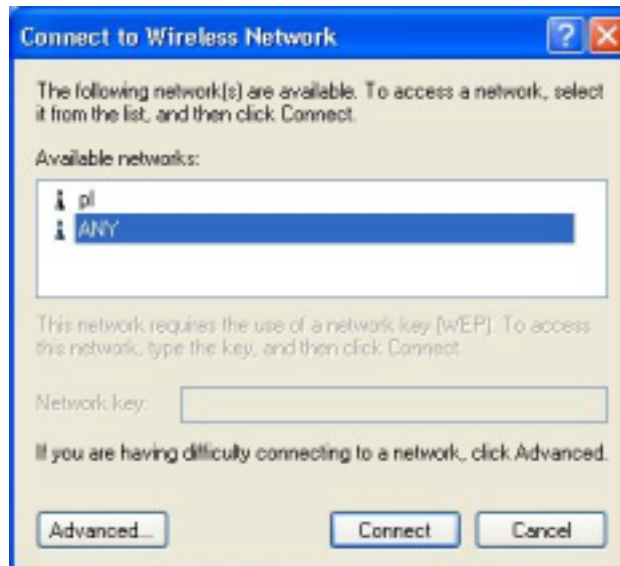 Connect to Wireless Network
The following network(s) are available. To access a network, select
it from the list, and then click Connect.
Available networks:
pl
ANY
This network requires the use of a network key (WEP). To access
this network, type the key, and then click Connect
Network key:
If you are having difficulty connecting to a network, click Advanced.
Advanced...
Connect
Cancel